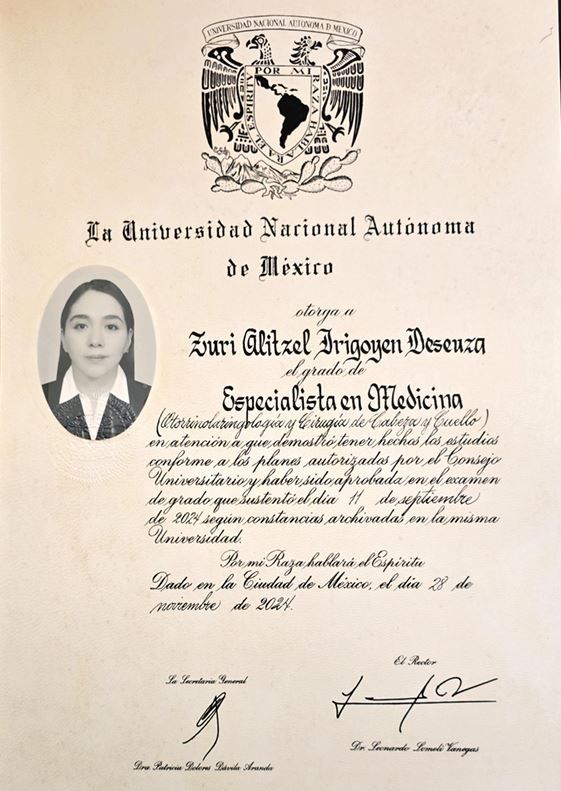 UNIVERSIDAD NACIONAL AUTONOMA D MEXICO
POR MI RAZA HABLARA EL ESPIRITU
La Universidad Nacional Autónoma
de México
otorga a
Zuri Glitzel Irigoyen Deseuza
el grado de
Especialista en Medicina
(Otorrinolaringología y Cirugía de Cabeza y Cuello)
en atención a que demostró tener hechos los estudios
conforme a los planes autorizados por el Consejo
Universitario y haber sido aprobada en el examen
de grado que sustentó el día 11 de septiembre
de 2024 según constancias archivadas en la misma
Universidad.
Por mi Raza hablará el Espíritu
Dado en la Ciudad de México, el día 28 de
noviembre de 2024.
El Rector
La Secretaria General
Dr. Leonardo Lomelí Vanegas
Dra. Patricia Dolores Dávila Aranda